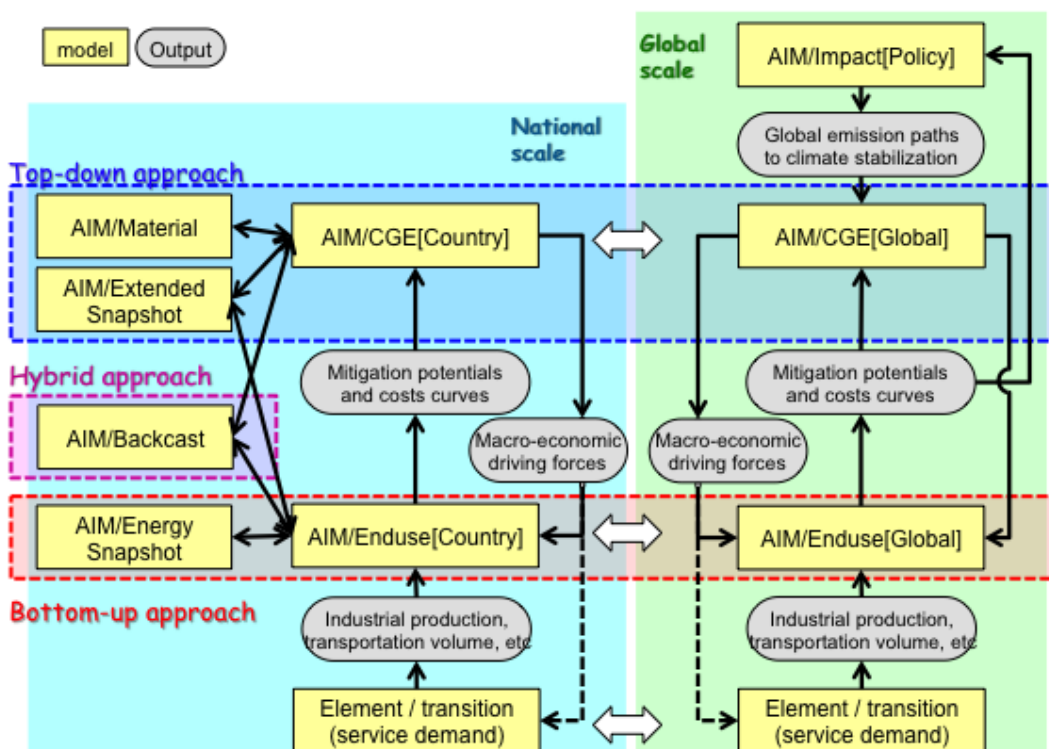 model
Output
Global
scale
AIM/Impact[Policy]
National
scale
Global emission paths
to climate stabilization
Top-down approach
AIM/Material
AIM/CGE[Country]
AIM/CGE[Global]
AIM/Extended
Snapshot
Hybrid approach
Mitigation potentials
and costs curves
Mitigation potentials
and costs curves
AIM/Backcast
Macro-economic
driving forces
Macro-economic
driving forces
AIM/Energy
Snapshot
AIM/Enduse[Country]
AIM/Enduse[Global]
Bottom-up approach
Industrial production,
transportation volume, etc
Industrial production,
transportation volume, etc
Element / transition
(service demand)
Element / transition
(service demand)